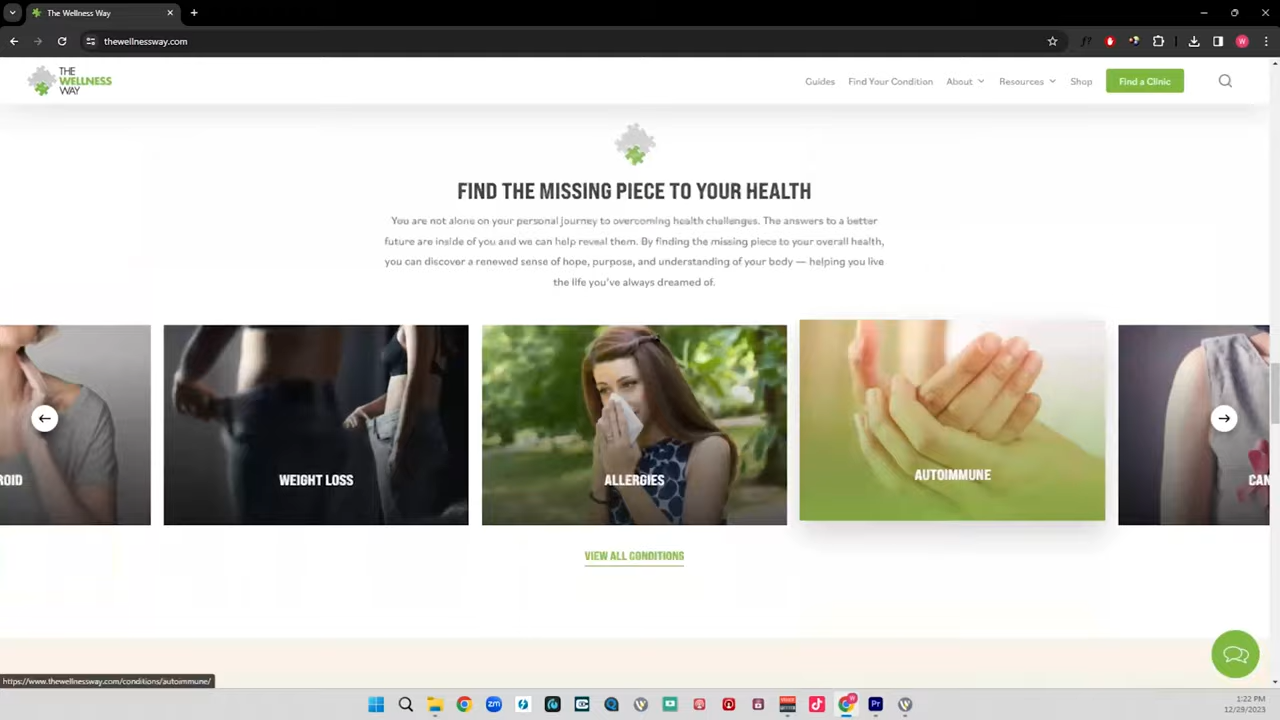 The Wellness Way
thewellnessway.com
THE
WELLNESS
WAY
Guides
Find Your Condition
About
Resources
Shop
Find a Clinic
FIND THE MISSING PIECE TO YOUR HEALTH
You are not alone on your personal journey to overcoming health challenges. The answers to a better
future are inside of you and we can help reveal them. By finding the missing piece to your overall health,
you can discover a renewed sense of hope, purpose, and understanding of your body — helping you live
the life you've always dreamed of.
ROID
WEIGHT LOSS
ALLERGIES
AUTOIMMUNE
CAN
VIEW ALL CONDITIONS
https://www.thewellnessway.com/conditions/autoimmune/
zm
Pr
1:22 PM
12/29/2023